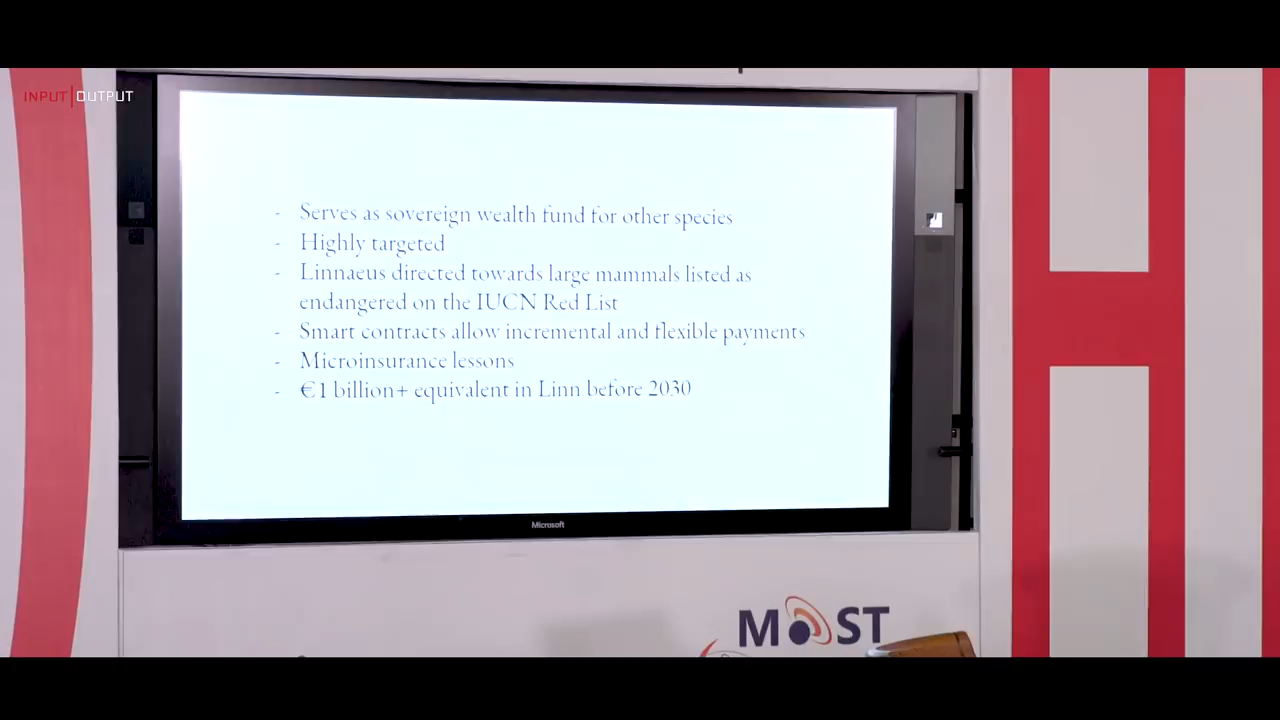 INPUT|OUTPUT
- Serves as sovereign wealth fund for other species
- Highly targeted
- Linnaeus directed towards large mammals listed as
endangered on the IUCN Red List
- Smart contracts allow incremental and flexible payments
- Microinsurance lessons
- €1 billion+ equivalent in Linn before 2030
Microsoft
MOST